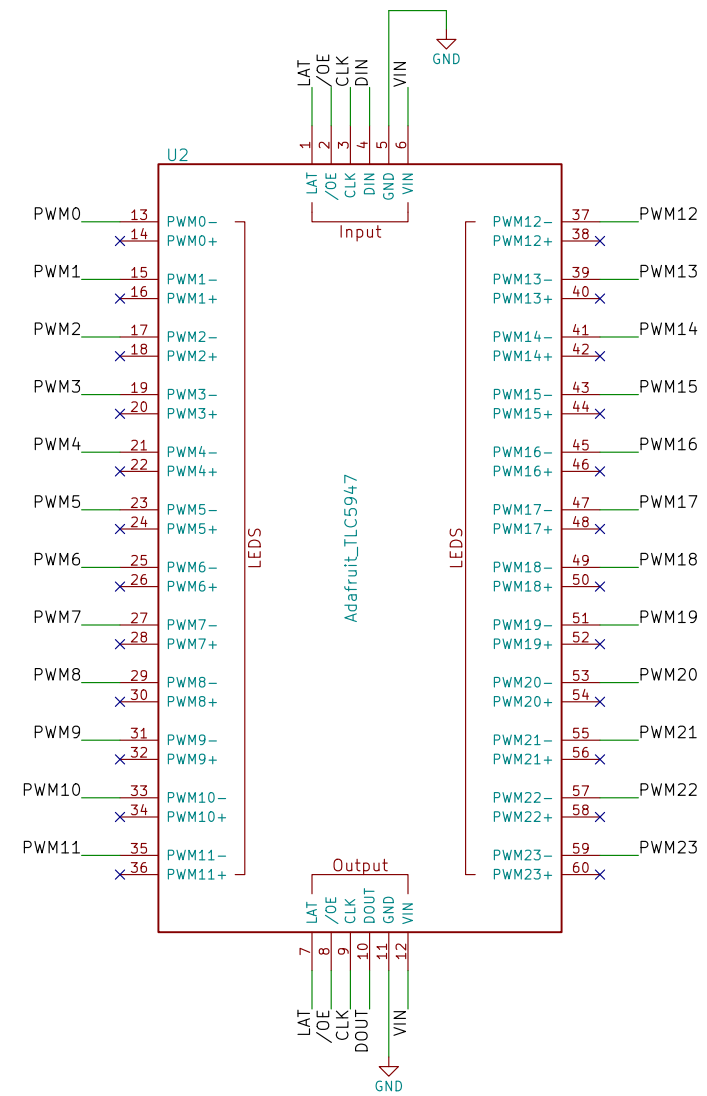 GND
LAT /OE CLK DIN VIN
1 2 3 4 5 6
U2
LAT /OE CLK DIN GND VIN
Input
PWM0 13 PWM0- PWM12- 37 PWM12
14 PWM0+ PWM12+ 38
PWM1 15 PWM1- PWM13- 39 PWM13
16 PWM1+ PWM13+ 40
PWM2 17 PWM2- PWM14- 41 PWM14
18 PWM2+ PWM14+ 42
PWM3 19 PWM3- PWM15- 43 PWM15
20 PWM3+ PWM15+ 44
PWM4 21 PWM4- PWM16- 45 PWM16
22 PWM4+ PWM16+ 46
PWM5 23 PWM5- PWM17- 47 PWM17
24 PWM5+ PWM17+ 48
LEDS Adafruit_TLC5947 LEDS
PWM6 25 PWM6- PWM18- 49 PWM18
26 PWM6+ PWM18+ 50
PWM7 27 PWM7- PWM19- 51 PWM19
28 PWM7+ PWM19+ 52
PWM8 29 PWM8- PWM20- 53 PWM20
30 PWM8+ PWM20+ 54
PWM9 31 PWM9- PWM21- 55 PWM21
32 PWM9+ PWM21+ 56
PWM10 33 PWM10- PWM22- 57 PWM22
34 PWM10+ PWM22+ 58
PWM11 35 PWM11- PWM23- 59 PWM23
36 PWM11+ PWM23+ 60
Output
LAT /OE CLK DOUT GND VIN
7 8 9 10 11 12
LAT /OE CLK DOUT VIN
GND